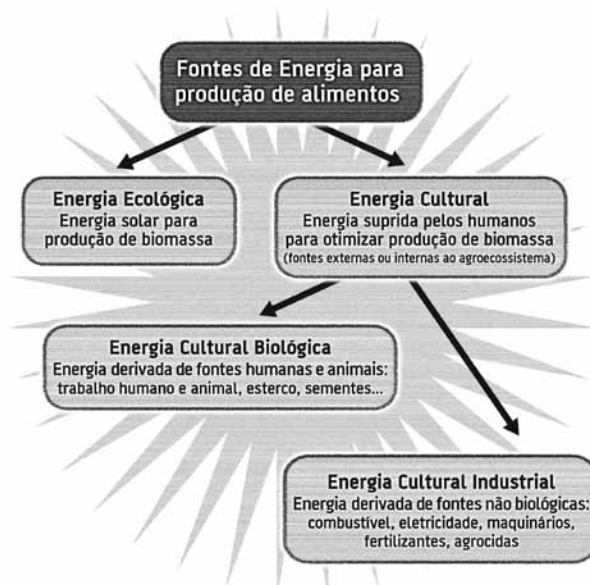 Fontes de Energia para
produção de alimentos
Energia Ecológica
Energia solar para
produção de biomassa
Energia Cultural
Energia suprida pelos humanos
para otimizar produção de biomassa
(fontes externas ou internas ao agroecossistema)
Energia Cultural Biológica
Energia derivada de fontes humanas e animais:
trabalho humano e animal, esterco, sementes...
Energia Cultural Industrial
Energia derivada de fontes não biológicas:
combustível, eletricidade, maquinários,
fertilizantes, agrocidas